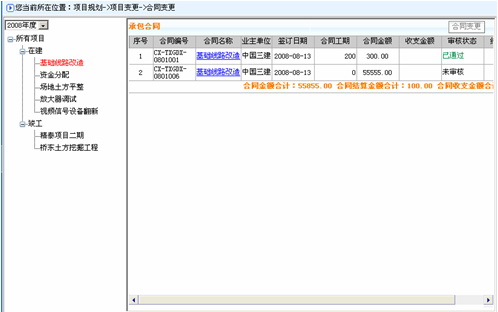 您当前所在位置：项目规划->项目变更->合同变更
2008年度
所有项目
在建
基础线路改造
资金分配
场地土方平整
放大器调试
视频信号设备翻新
竣工
格泰项目二期
桥东土方挖掘工程
承包合同
合同变更
序号 合同编号 合同名称 业主单位 签订日期 合同工期 合同金额 收支金额 审核状态
1 CX-TXGDX-0801001 基础线路改造 中国三建 2008-08-13 200 300.00 已通过
2 CX-TXGDX-0801006 基础线路改造 中国三建 2008-08-13 0 55555.00 未审核
合同金额合计：55855.00 合同结算金额合计：100.00 合同收支金额合